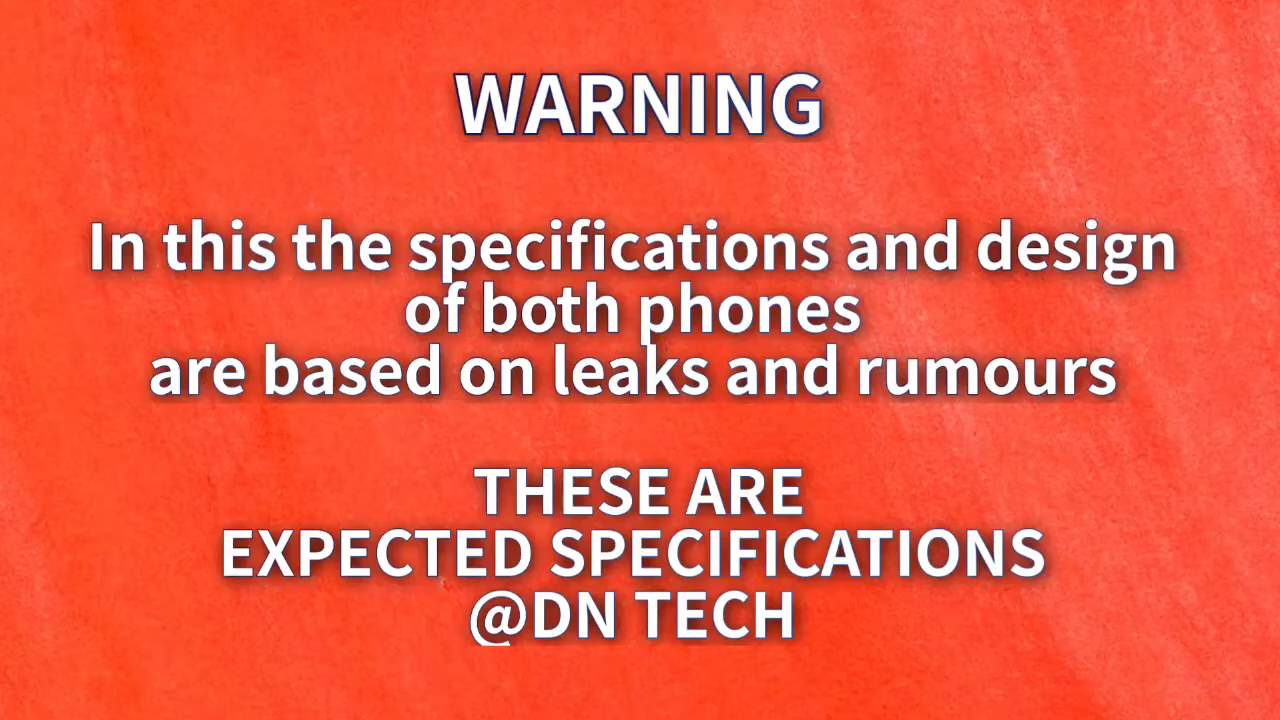 WARNING
In this the specifications and design
of both phones
are based on leaks and rumours
THESE ARE
EXPECTED SPECIFICATIONS
@DN TECH